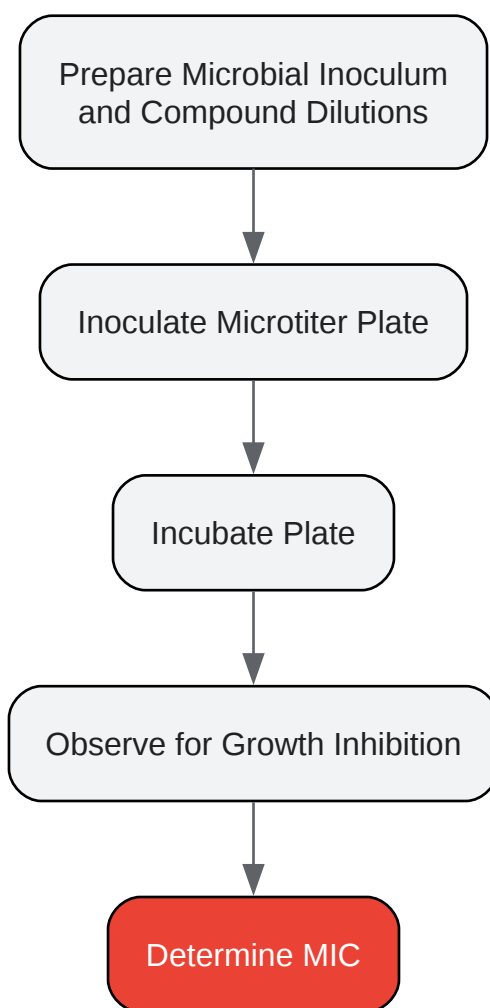 Prepare Microbial Inoculum
and Compound Dilutions
Inoculate Microtiter Plate
Incubate Plate
Observe for Growth Inhibition
Determine MIC